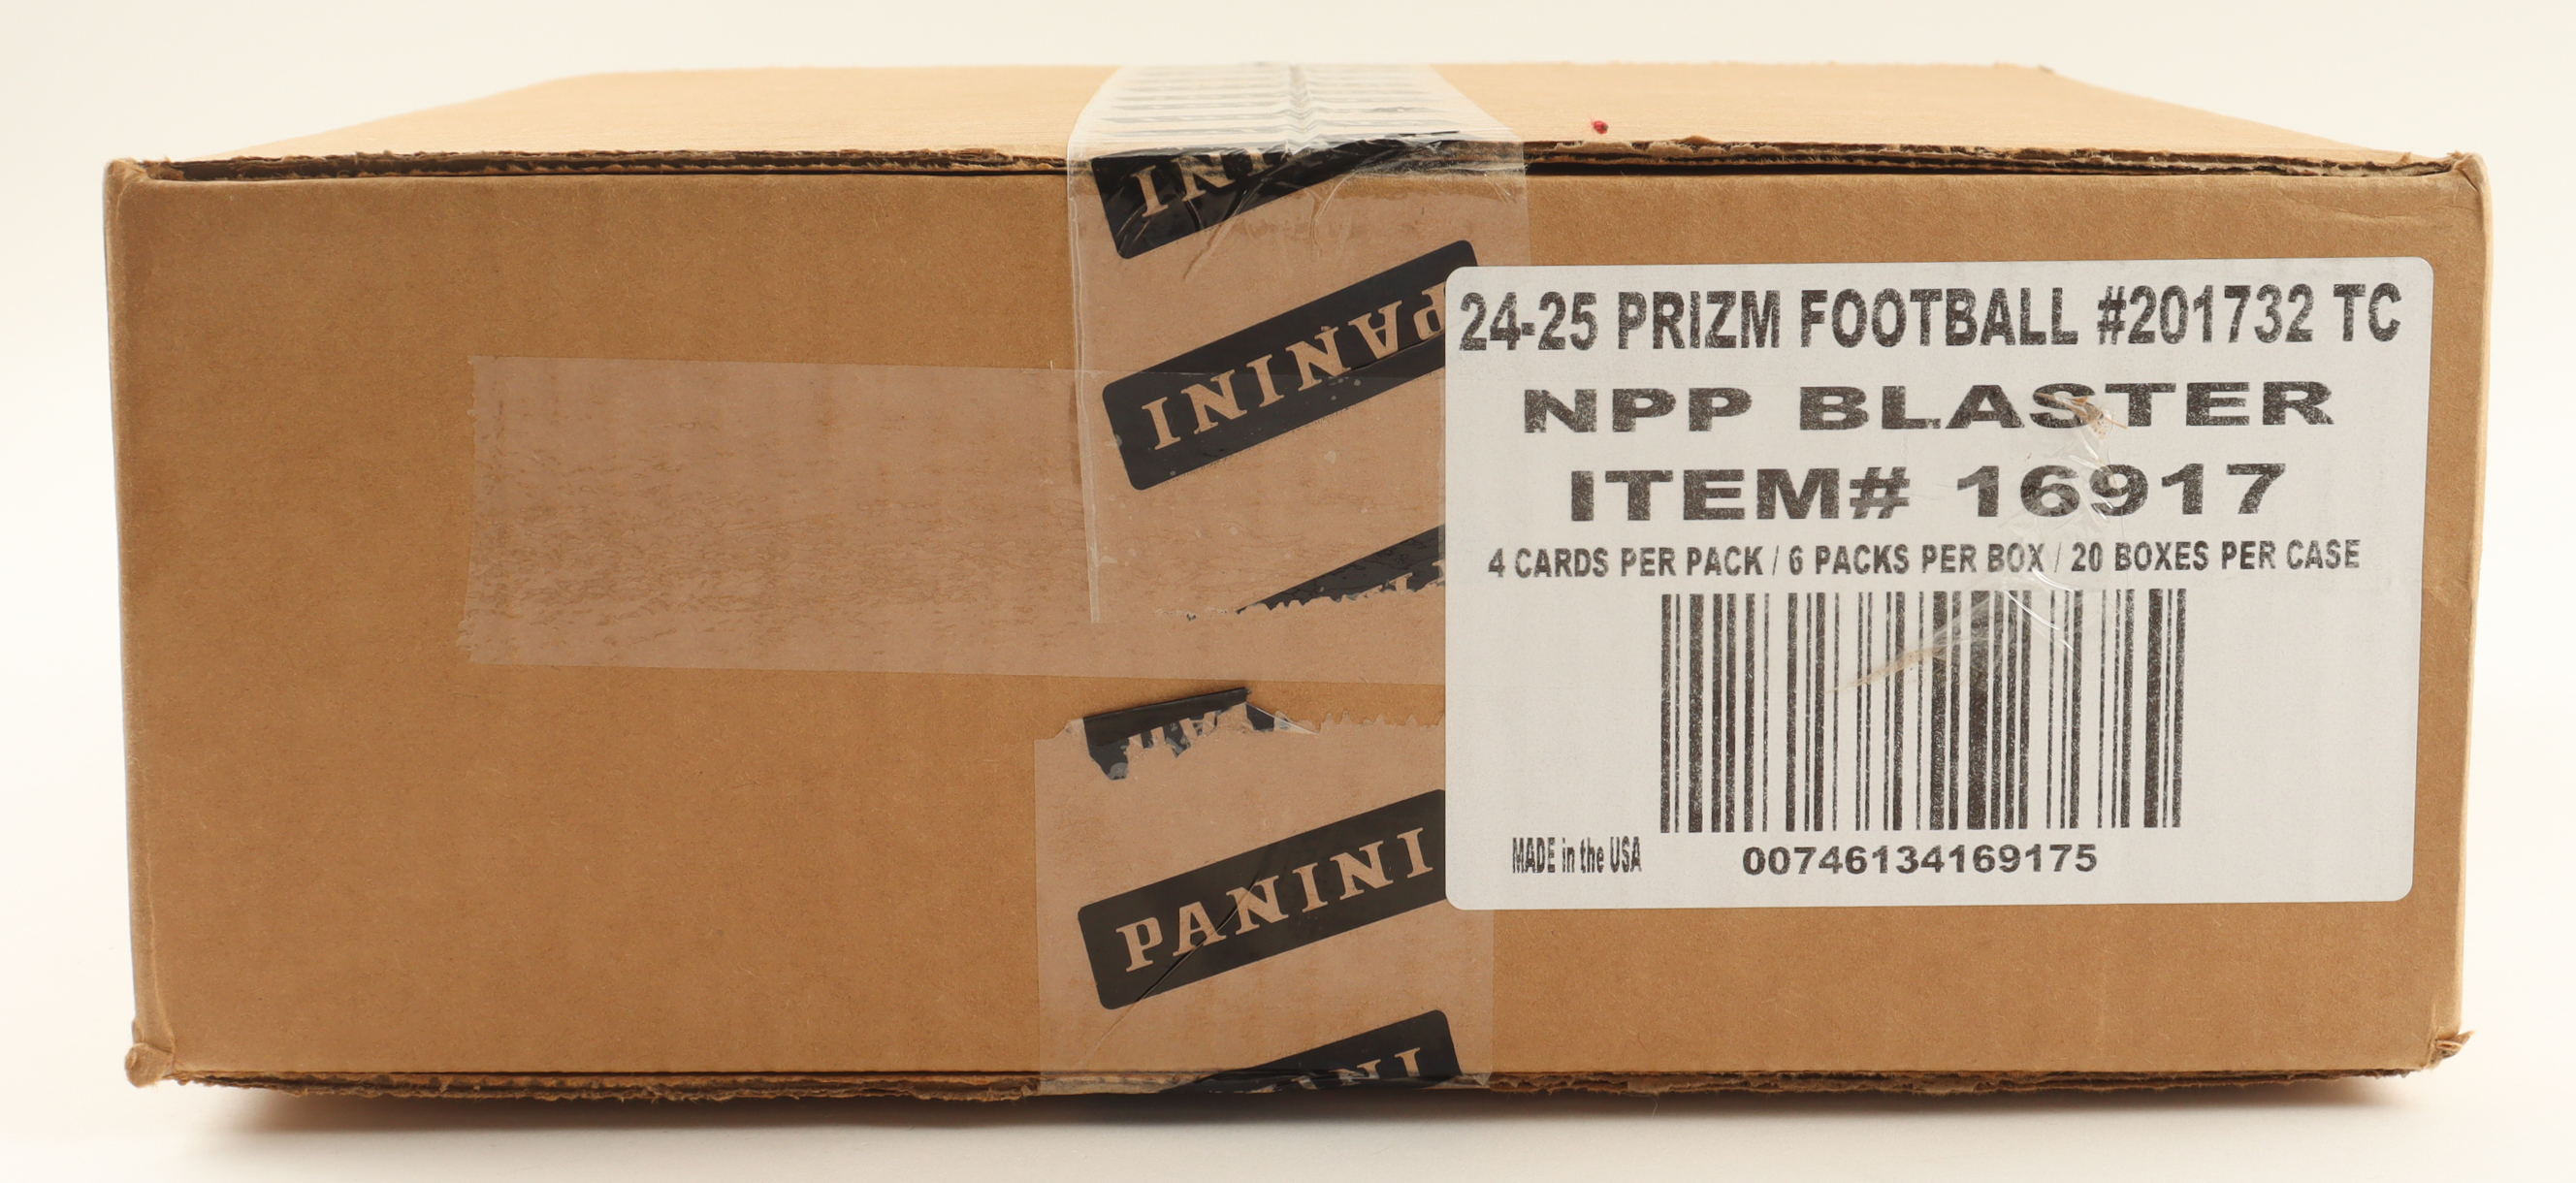 INI
PANINI
24-25 PRIZM FOOTBALL #201732 TC
NPP BLASTER
ITEM# 16917
4 CARDS PER PACK / 6 PACKS PER BOX / 20 BOXES PER CASE
MADE in the USA
00746134169175
PANINI